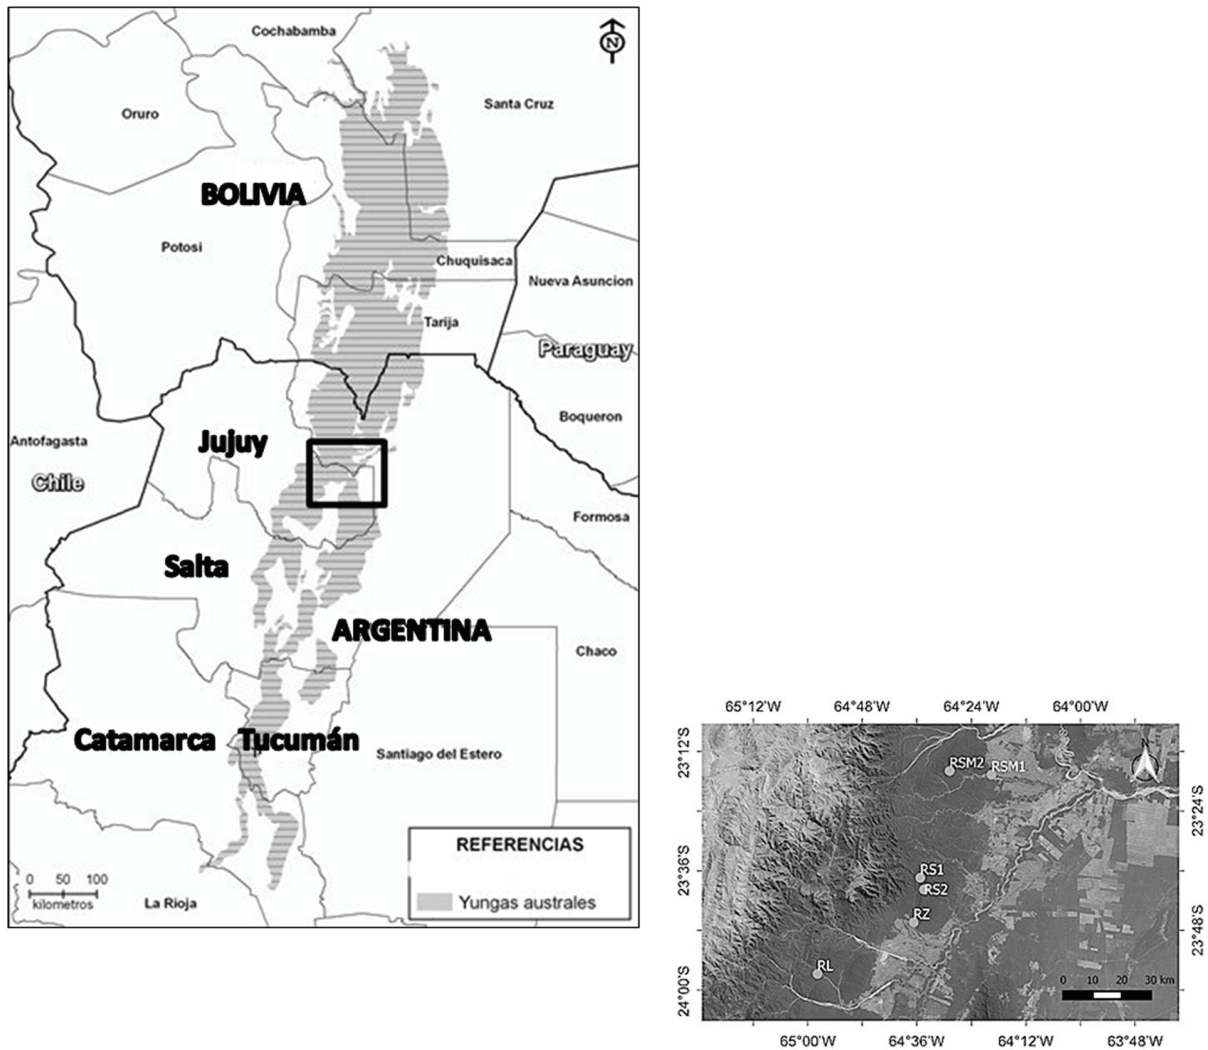 Cochabamba
N
Oruro
Santa Cruz
BOLIVIA
Potosi
Chuquisaca
Nueva Asuncion
Tarija
Paraguay
Boqueron
Antofagasta
Jujuy
Chile
Formosa
Salta
ARGENTINA
Chaco
Catamarca
Tucumán
Santiago del Estero
REFERENCIAS
Yungas australes
0 50 100
kilometros
La Rioja
65°12'W 64°48'W 64°24'W 64°00'W
23°12'S
RSM2
RSM1
23°24'S
23°36'S
RS1
RS2
RZ
23°48'S
RL
24°00'S
0 10 20 30 km
65°00'W 64°36'W 64°12'W 63°48'W